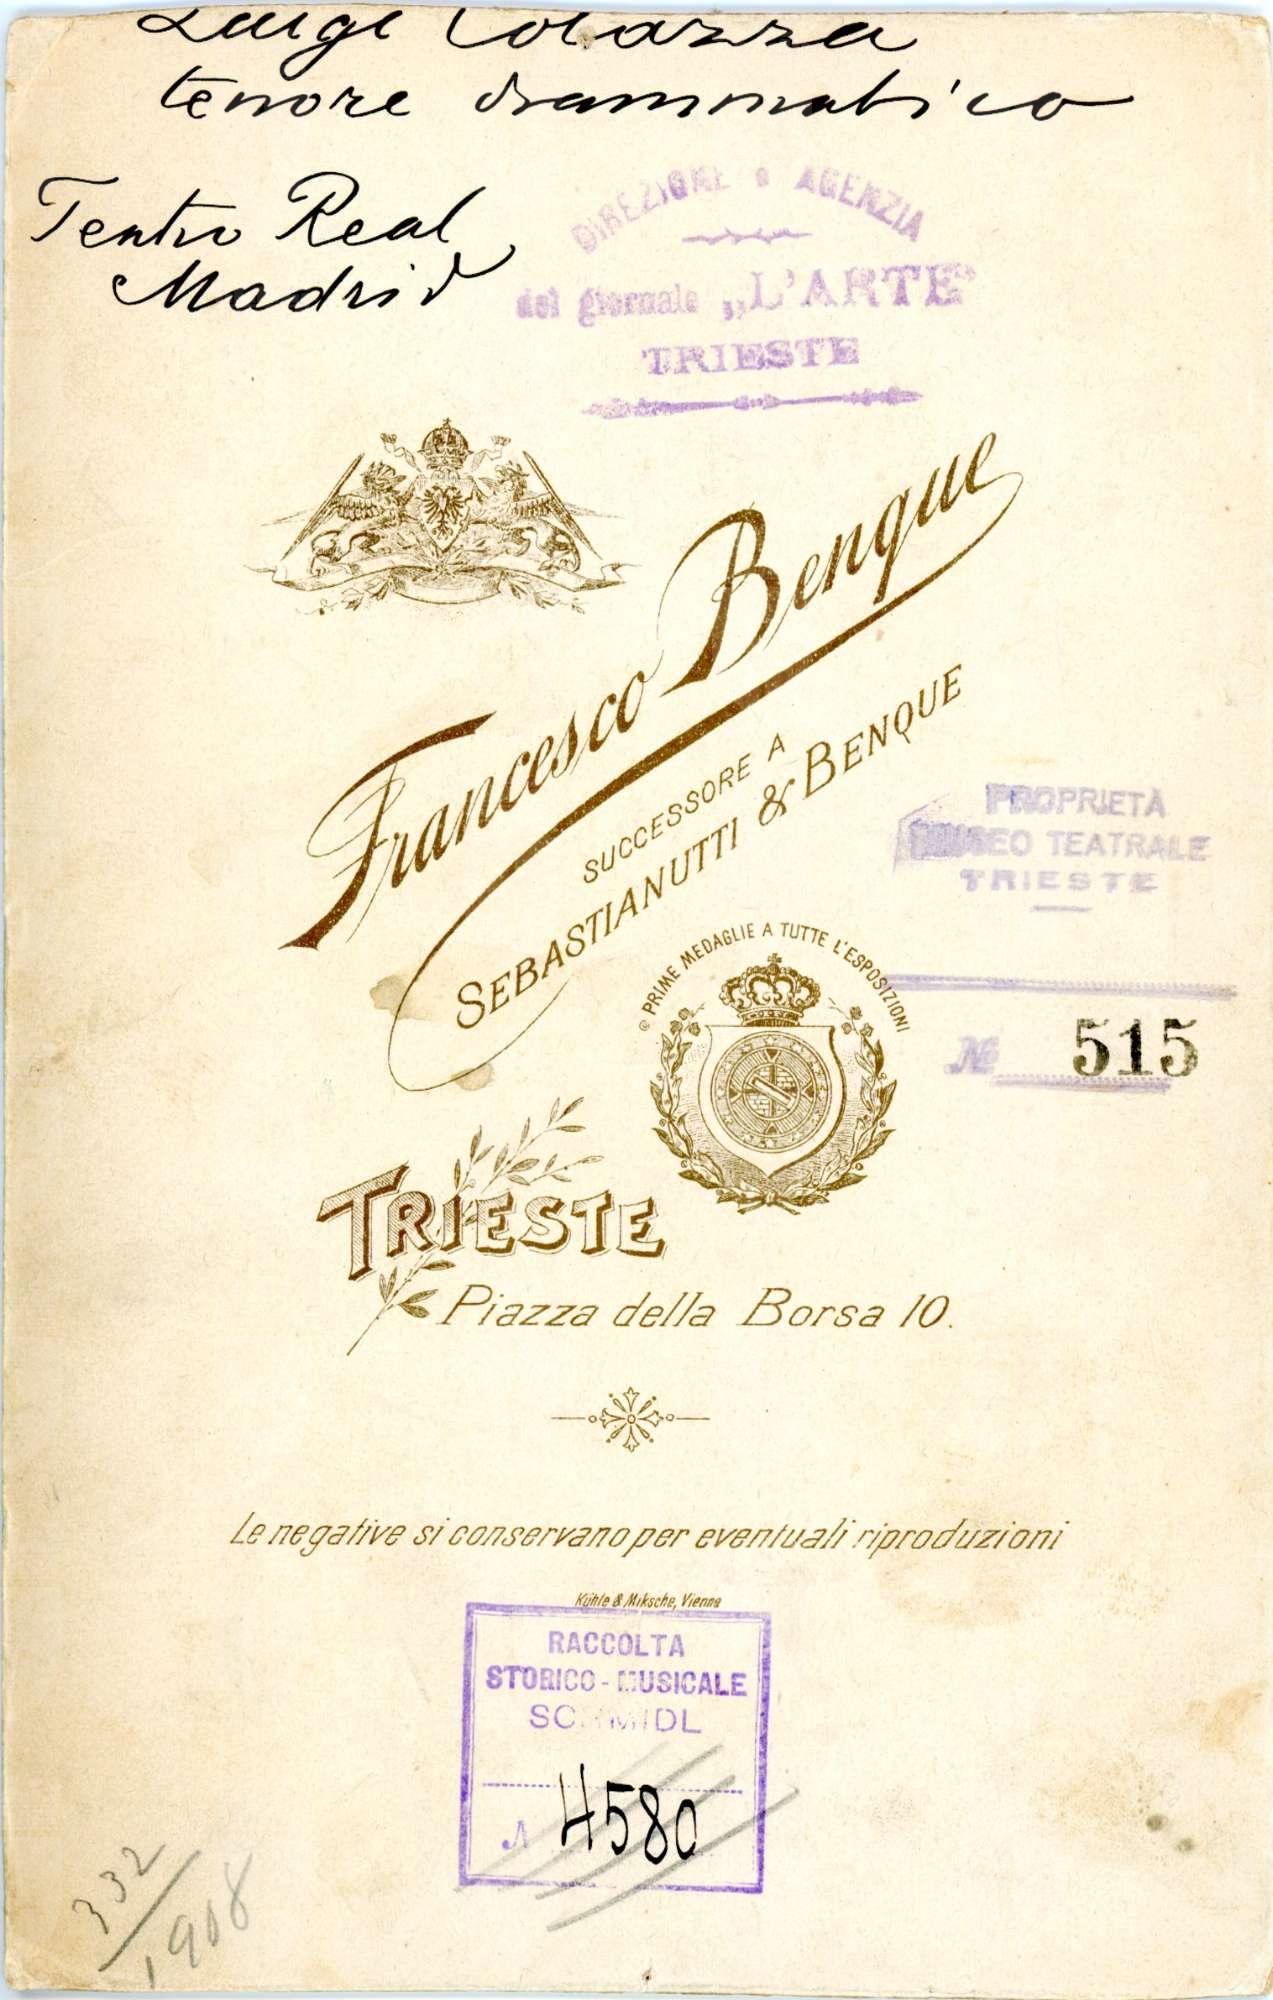 Luigi Colazza
tenore drammatico
Teatro Real
Madrid
DIREZIONE e AGENZIA
del giornale „L'ARTE"
TRIESTE
Francesco Benque
SUCCESSORE A
SEBASTIANUTTI & BENQUE
PROPRIETÀ
MUSEO TEATRALE
TRIESTE
PRIME MEDAGLIE A TUTTE L'ESPOSIZIONI
No 515
TRIESTE
Piazza della Borsa 10.
Le negative si conservano per eventuali riproduzioni
Kühle & Miksche, Vienna
RACCOLTA
STORICO-MUSICALE
SCHMIDL
N 4580
332/1908